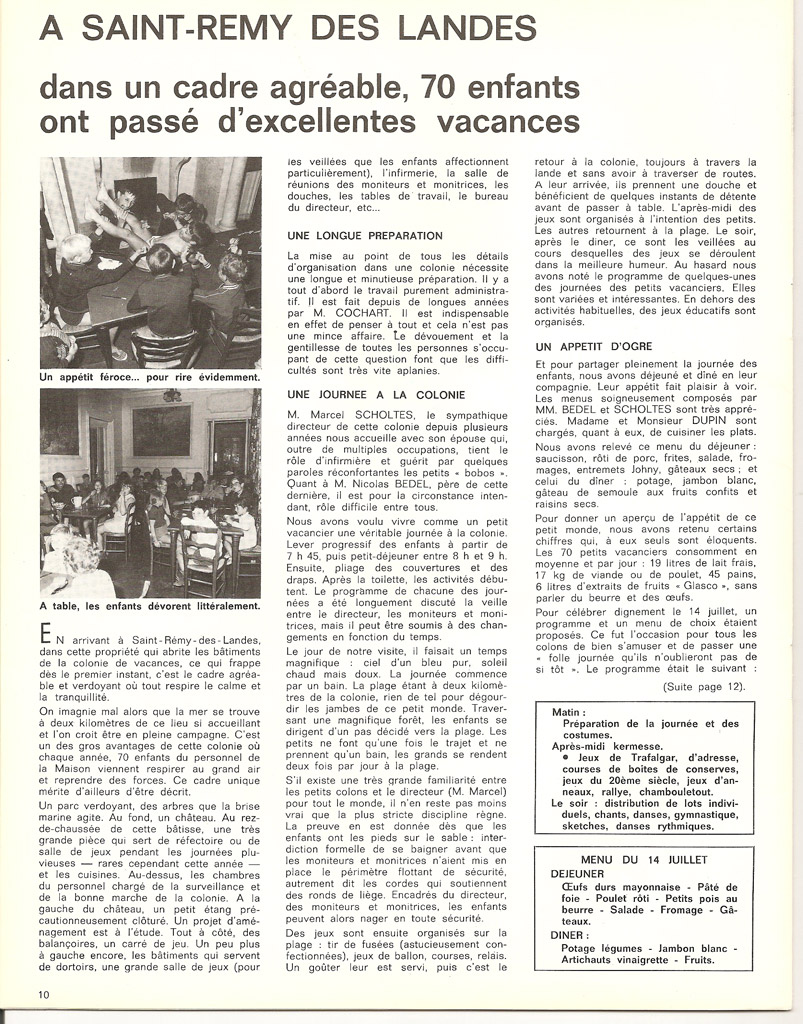 A SAINT-REMY DES LANDES
dans un cadre agréable, 70 enfants
ont passé d'excellentes vacances
Un appétit féroce... pour rire évidemment.
A table, les enfants dévorent littéralement.
EN arrivant à Saint-Rémy-des-Landes,
dans cette propriété qui abrite les bâtiments
de la colonie de vacances, ce qui frappe
dès le premier instant, c'est le cadre agréa-
ble et verdoyant où tout respire le calme et
la tranquillité.
On imagnie mal alors que la mer se trouve
à deux kilomètres de ce lieu si accueillant
et l'on croit être en pleine campagne. C'est
un des gros avantages de cette colonie où
chaque année, 70 enfants du personnel de
la Maison viennent respirer au grand air
et reprendre des forces. Ce cadre unique
mérite d'ailleurs d'être décrit.
Un parc verdoyant, des arbres que la brise
marine agite. Au fond, un château. Au rez-
de-chaussée de cette bâtisse, une très
grande pièce qui sert de réfectoire ou de
salle de jeux pendant les journées plu-
vieuses — rares cependant cette année —
et les cuisines. Au-dessus, les chambres
du personnel chargé de la surveillance et
de la bonne marche de la colonie. A la
gauche du château, un petit étang pré-
cautionneusement clôturé. Un projet d'amé-
nagement est à l'étude. Tout à côté, des
balançoires, un carré de jeu. Un peu plus
à gauche encore, les bâtiments qui servent
de dortoirs, une grande salle de jeux (pour
les veillées que les enfants affectionnent
particulièrement), l'infirmerie, la salle de
réunions des moniteurs et monitrices, les
douches, les tables de travail, le bureau
du directeur, etc...
UNE LONGUE PREPARATION
La mise au point de tous les détails
d'organisation dans une colonie nécessite
une longue et minutieuse préparation. Il y a
tout d'abord le travail purement administra-
tif. Il est fait depuis de longues années
par M. COCHART. Il est indispensable
en effet de penser à tout et cela n'est pas
une mince affaire. Le dévouement et la
gentillesse de toutes les personnes s'occu-
pant de cette question font que les diffi-
cultés sont très vite aplanies.
UNE JOURNEE A LA COLONIE
M. Marcel SCHOLTES, le sympathique
directeur de cette colonie depuis plusieurs
années nous accueille avec son épouse qui,
outre de multiples occupations, tient le
rôle d'infirmière et guérit par quelques
paroles réconfortantes les petits « bobos ».
Quant à M. Nicolas BEDEL, père de cette
dernière, il est pour la circonstance inten-
dant, rôle difficile entre tous.
Nous avons voulu vivre comme un petit
vacancier une véritable journée à la colonie.
Lever progressif des enfants à partir de
7 h 45, puis petit-déjeuner entre 8 h et 9 h.
Ensuite, pliage des couvertures et des
draps. Après la toilette, les activités débu-
tent. Le programme de chacune des jour-
nées a été longuement discuté la veille
entre le directeur, les moniteurs et moni-
trices, mais il peut être soumis à des chan-
gements en fonction du temps.
Le jour de notre visite, il faisait un temps
magnifique : ciel d'un bleu pur, soleil
chaud mais doux. La journée commence
par un bain. La plage étant à deux kilomè-
tres de la colonie, rien de tel pour dégour-
dir les jambes de ce petit monde. Traver-
sant une magnifique forêt, les enfants se
dirigent d'un pas décidé vers la plage. Les
petits ne font qu'une fois le trajet et ne
prennent qu'un bain, les grands se rendent
deux fois par jour à la plage.
S'il existe une très grande familiarité entre
les petits colons et le directeur (M. Marcel)
pour tout le monde, il n'en reste pas moins
vrai que la plus stricte discipline règne.
La preuve en est donnée dès que les
enfants ont les pieds sur le sable : inter-
diction formelle de se baigner avant que
les moniteurs et monitrices n'aient mis en
place le périmètre flottant de sécurité,
autrement dit les cordes qui soutiennent
des ronds de liège. Encadrés du directeur,
des moniteurs et monitrices, les enfants
peuvent alors nager en toute sécurité.
Des jeux sont ensuite organisés sur la
plage : tir de fusées (astucieusement con-
fectionnées), jeux de ballon, courses, relais.
Un goûter leur est servi, puis c'est le
retour à la colonie, toujours à travers la
lande et sans avoir à traverser de routes.
A leur arrivée, ils prennent une douche et
bénéficient de quelques instants de détente
avant de passer à table. L'après-midi des
jeux sont organisés à l'intention des petits.
Les autres retournent à la plage. Le soir,
après le diner, ce sont les veillées au
cours desquelles des jeux se déroulent
dans la meilleure humeur. Au hasard nous
avons noté le programme de quelques-unes
des journées des petits vacanciers. Elles
sont variées et intéressantes. En dehors des
activités habituelles, des jeux éducatifs sont
organisés.
UN APPETIT D'OGRE
Et pour partager pleinement la journée des
enfants, nous avons déjeuné et dîné en leur
compagnie. Leur appétit fait plaisir à voir.
Les menus soigneusement composés par
MM. BEDEL et SCHOLTES sont très appré-
ciés. Madame et Monsieur DUPIN sont
chargés, quant à eux, de cuisiner les plats.
Nous avons relevé ce menu du déjeuner :
saucisson, rôti de porc, frites, salade, fro-
mages, entremets Johny, gâteaux secs ; et
celui du dîner : potage, jambon blanc,
gâteau de semoule aux fruits confits et
raisins secs.
Pour donner un aperçu de l'appétit de ce
petit monde, nous avons retenu certains
chiffres qui, à eux seuls sont éloquents.
Les 70 petits vacanciers consomment en
moyenne et par jour : 19 litres de lait frais,
17 kg de viande ou de poulet, 45 pains,
6 litres d'extraits de fruits « Glasco », sans
parler du beurre et des œufs.
Pour célébrer dignement le 14 juillet, un
programme et un menu de choix étaient
proposés. Ce fut l'occasion pour tous les
colons de bien s'amuser et de passer une
« folle journée qu'ils n'oublieront pas de
si tôt ». Le programme était le suivant :
(Suite page 12).
Matin :
Préparation de la journée et des
costumes.
Après-midi kermesse.
● Jeux de Trafalgar, d'adresse,
courses de boites de conserves,
jeux du 20ème siècle, jeux d'an-
neaux, rallye, chambouletout.
Le soir : distribution de lots indivi-
duels, chants, danses, gymnastique,
sketches, danses rythmiques.
MENU DU 14 JUILLET
DEJEUNER
Œufs durs mayonnaise - Pâté de
foie - Poulet rôti - Petits pois au
beurre - Salade - Fromage - Gâ-
teaux.
DINER :
Potage légumes - Jambon blanc -
Artichauts vinaigrette - Fruits.
10